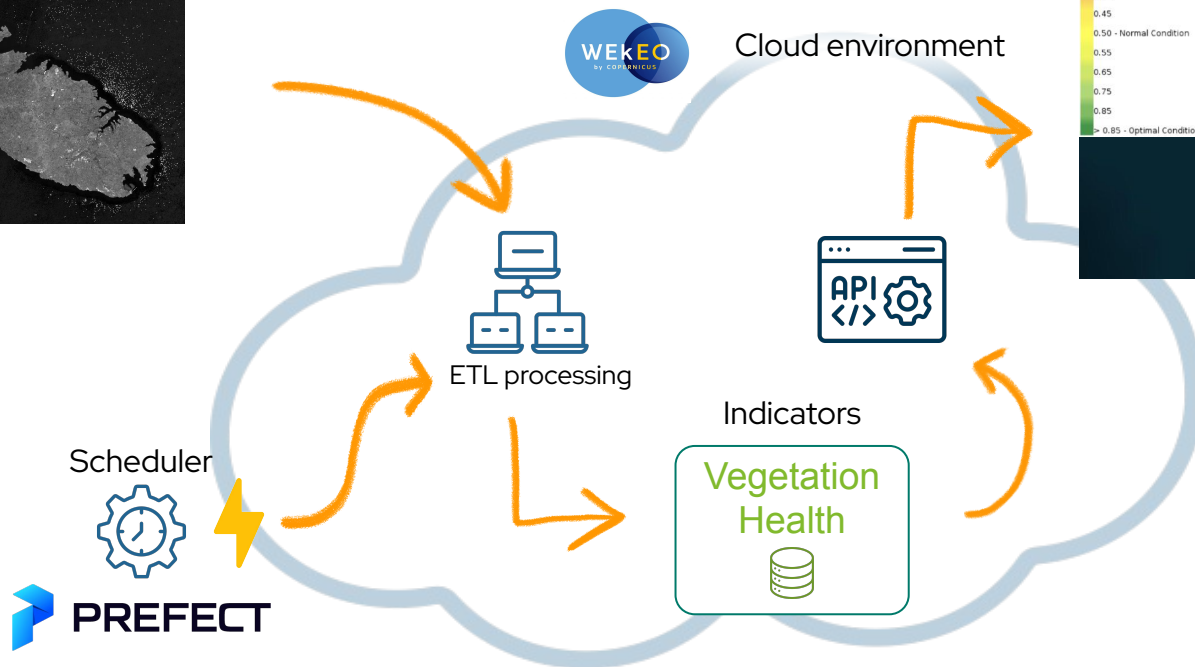 WEkEO
by COPERNICUS
Cloud environment
0.45
0.50 - Normal Condition
0.55
0.65
0.75
0.85
> 0.85 - Optimal Conditio
API
</>
ETL processing
Indicators
Vegetation
Health
Scheduler
PREFECT